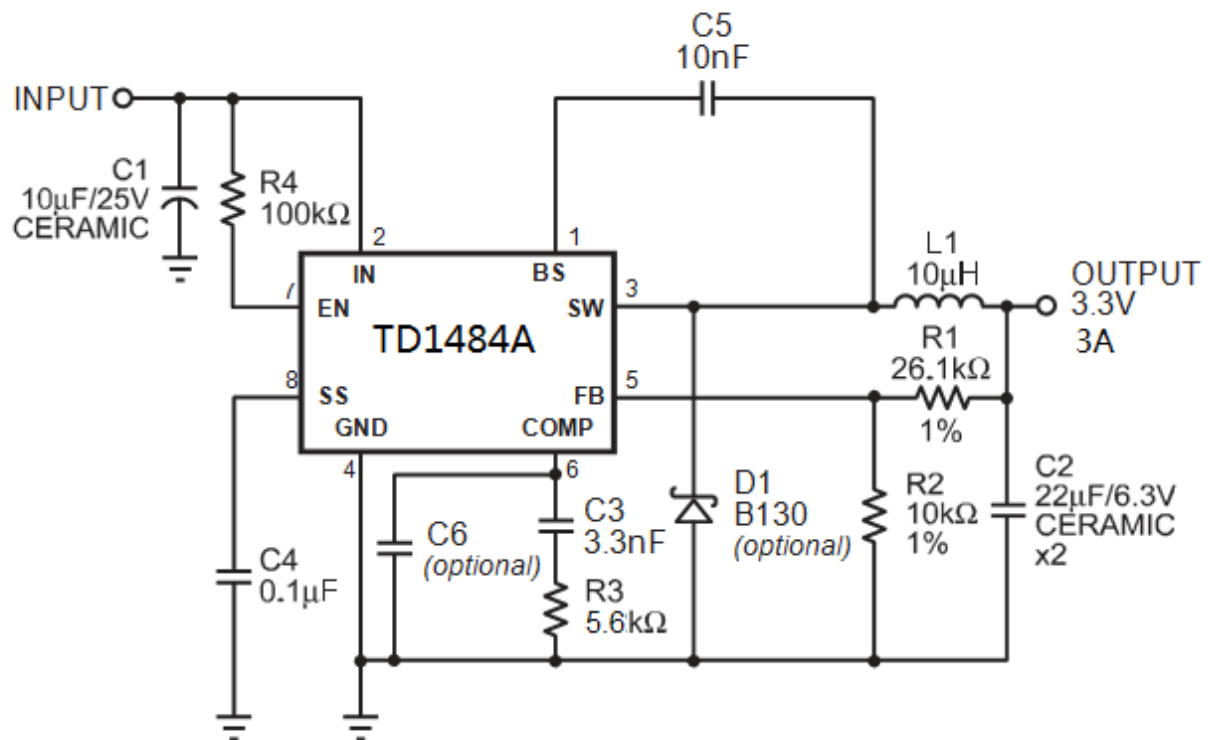 C5
10nF
INPUT
C1
10µF/25V
CERAMIC
R4
100kΩ
2
1
IN
BS
L1
10µH
OUTPUT
3.3V
3A
7
EN
3
SW
TD1484A
R1
26.1kΩ
1%
8
SS
5
FB
GND
COMP
4
6
C4
0.1µF
C6
(optional)
C3
3.3nF
R3
5.6kΩ
D1
B130
(optional)
R2
10kΩ
1%
C2
22µF/6.3V
CERAMIC
x2